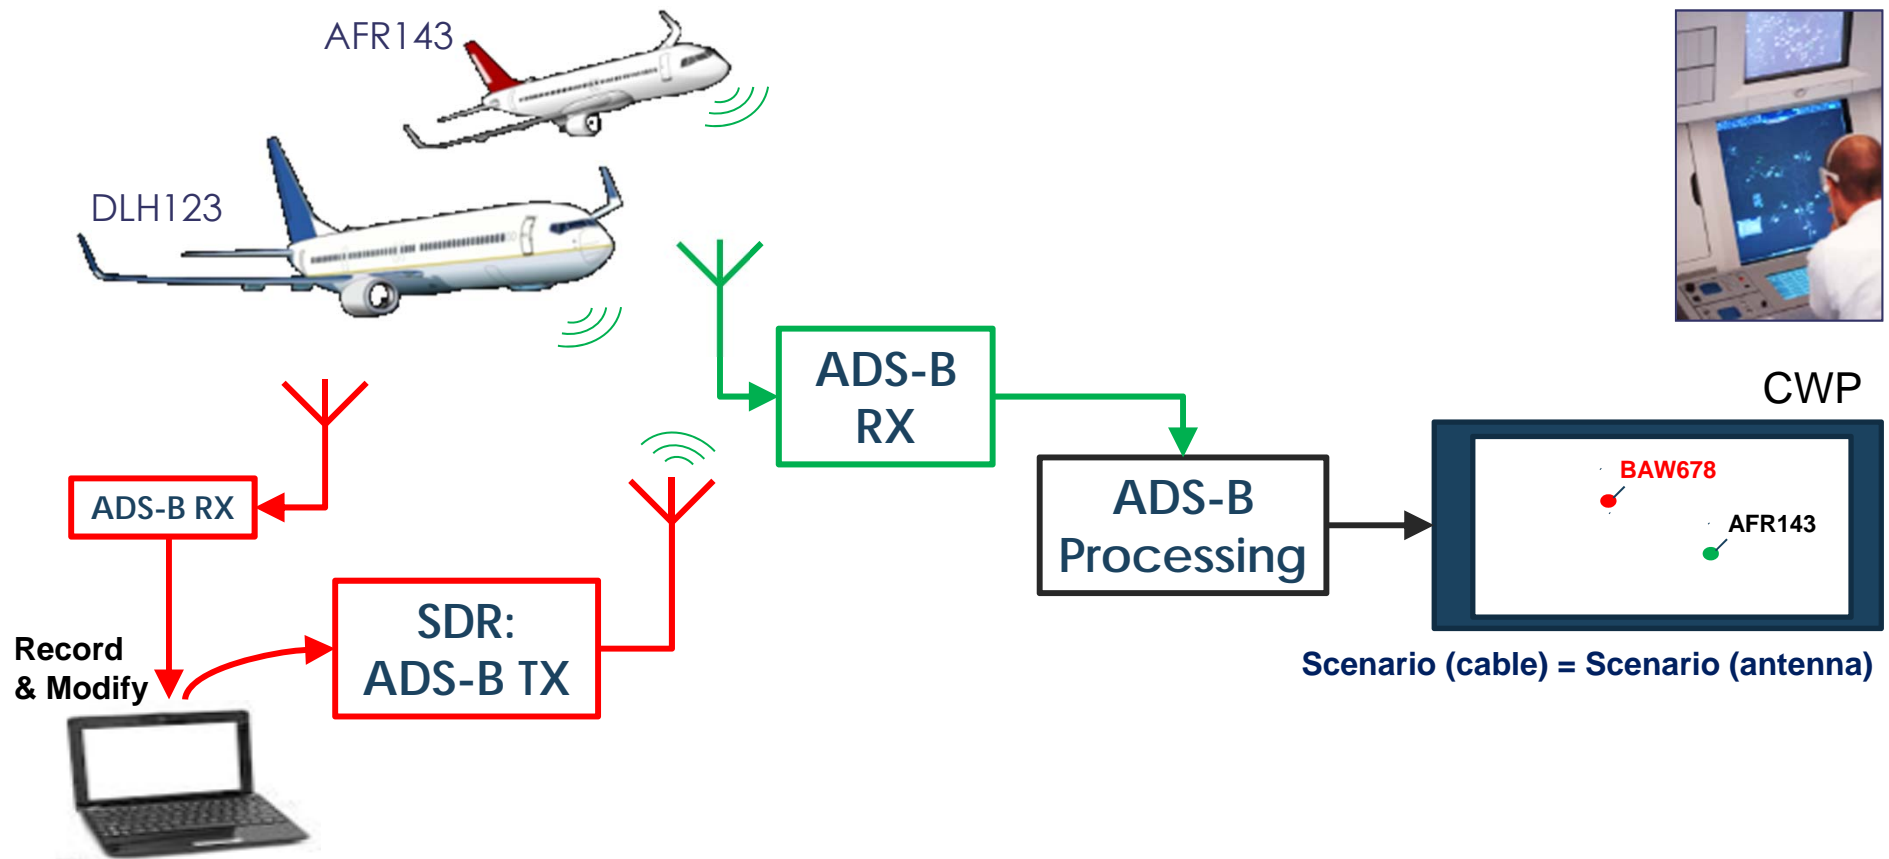 AFR143
DLH123
ADS-B
RX
CWP
ADS-B RX
BAW678
AFR143
ADS-B
Processing
SDR:
ADS-B TX
Record
& Modify
Scenario (cable) = Scenario (antenna)